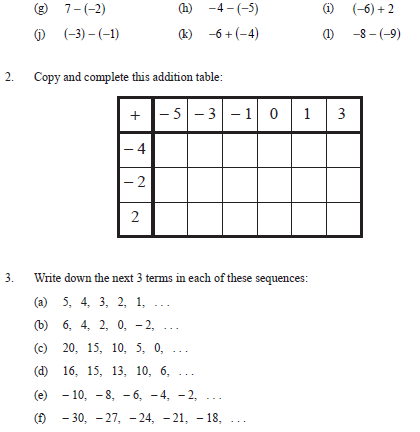 (g) 7 – (–2) (h) –4 – (–5) (i) (–6) + 2
(j) (–3) – (–1) (k) –6 + (–4) (l) –8 – (–9)
2. Copy and complete this addition table:
+ – 5 – 3 – 1 0 1 3
– 4
– 2
2
3. Write down the next 3 terms in each of these sequences:
(a) 5, 4, 3, 2, 1, ...
(b) 6, 4, 2, 0, – 2, ...
(c) 20, 15, 10, 5, 0, ...
(d) 16, 15, 13, 10, 6, ...
(e) – 10, – 8, – 6, – 4, – 2, ...
(f) – 30, – 27, – 24, – 21, – 18, ...